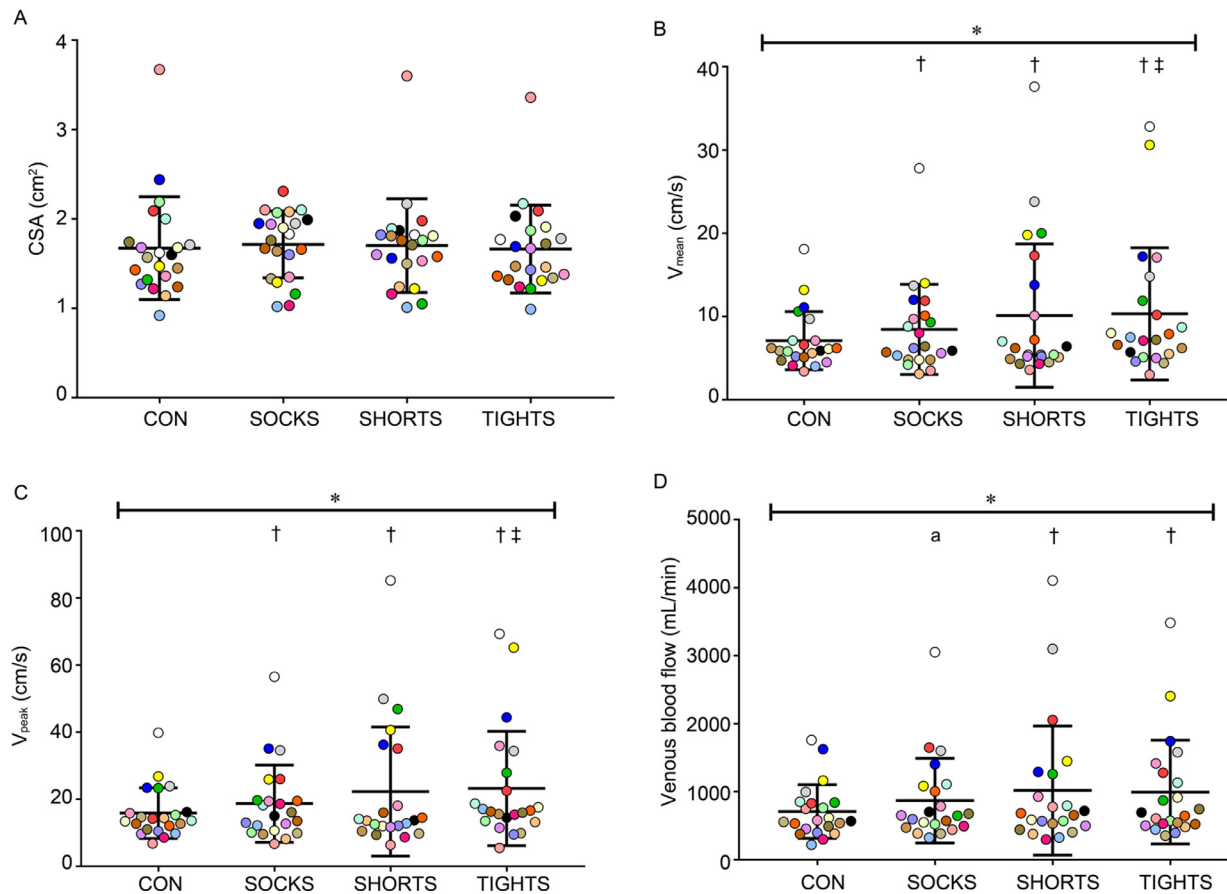 A
CSA (cm²)
4
3
2
1
0
CON SOCKS SHORTS TIGHTS
B
*
† † † ‡
Vmean (cm/s)
40
30
20
10
0
CON SOCKS SHORTS TIGHTS
C
*
† † † ‡
Vpeak (cm/s)
100
80
60
40
20
0
CON SOCKS SHORTS TIGHTS
D
*
a † †
Venous blood flow (mL/min)
5000
4000
3000
2000
1000
0
CON SOCKS SHORTS TIGHTS